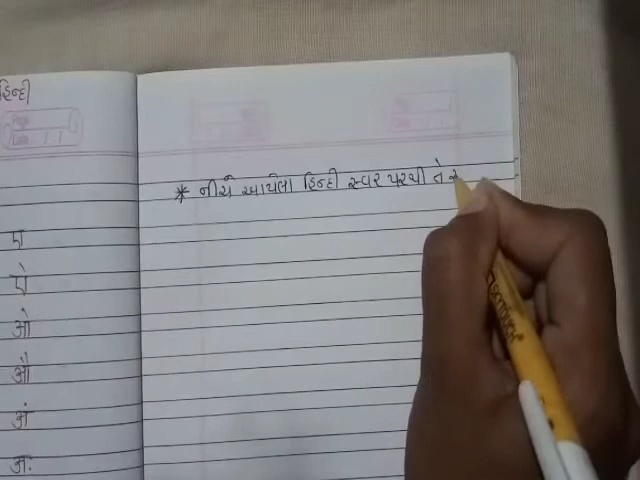 હિન્દી
* નીચે આપેલા હિન્દી સ્વર પરથી તે
ए
ऐ
ओ
औ
अं
अः